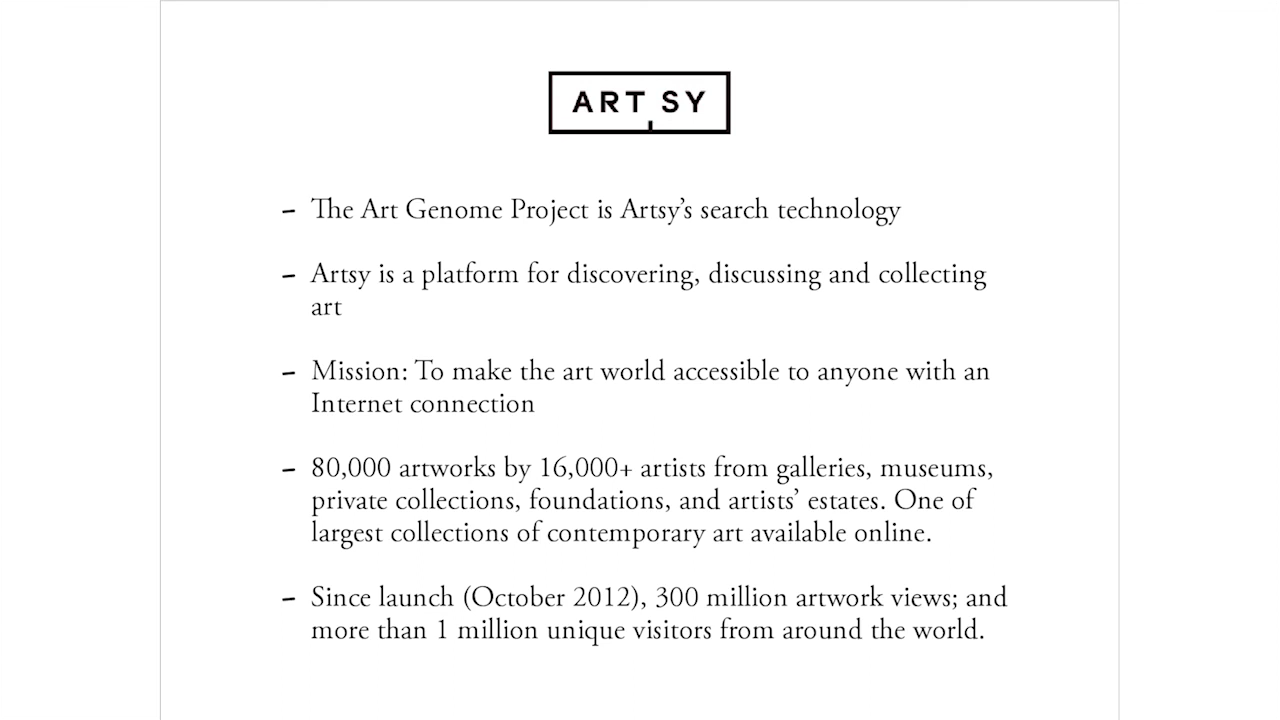 ART SY
– The Art Genome Project is Artsy’s search technology
– Artsy is a platform for discovering, discussing and collecting
art
– Mission: To make the art world accessible to anyone with an
Internet connection
– 80,000 artworks by 16,000+ artists from galleries, museums,
private collections, foundations, and artists’ estates. One of
largest collections of contemporary art available online.
– Since launch (October 2012), 300 million artwork views; and
more than 1 million unique visitors from around the world.